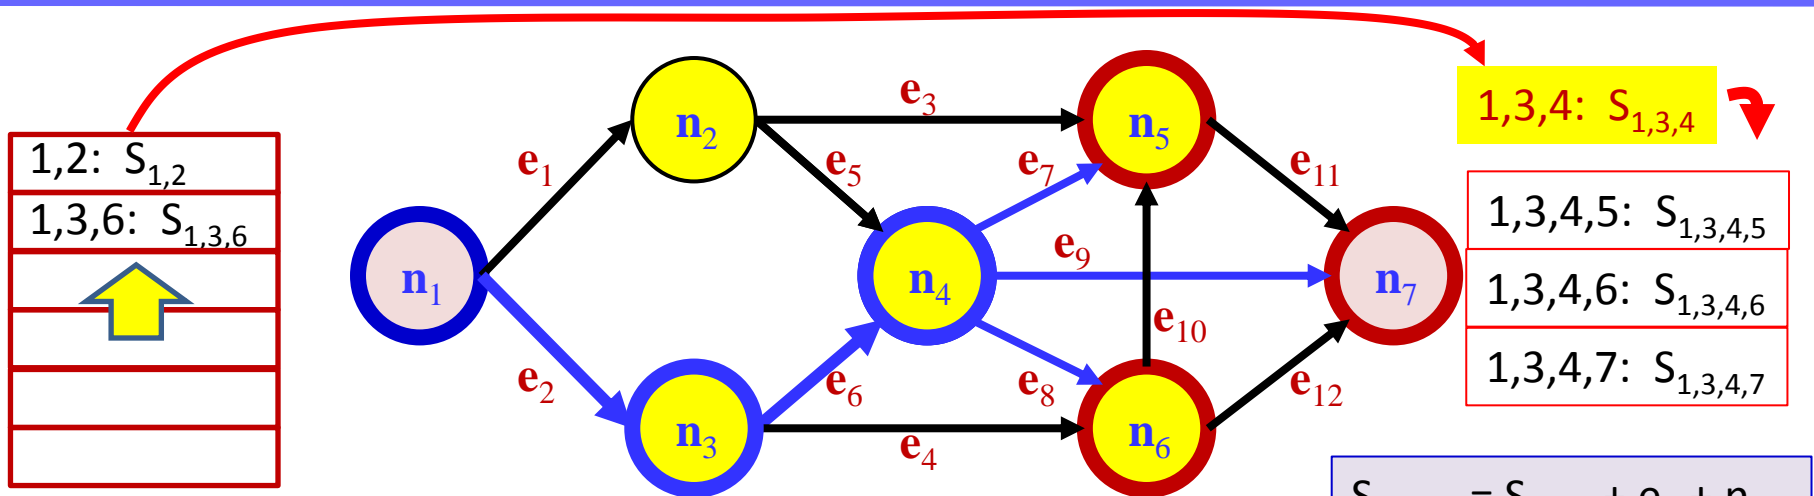 1,2: S1,2
1,3,6: S1,3,6
n1
n2
n3
n4
n5
n6
n7
e1
e2
e3
e4
e5
e6
e7
e8
e9
e10
e11
e12
1,3,4: S1,3,4
1,3,4,5: S1,3,4,5
1,3,4,6: S1,3,4,6
1,3,4,7: S1,3,4,7